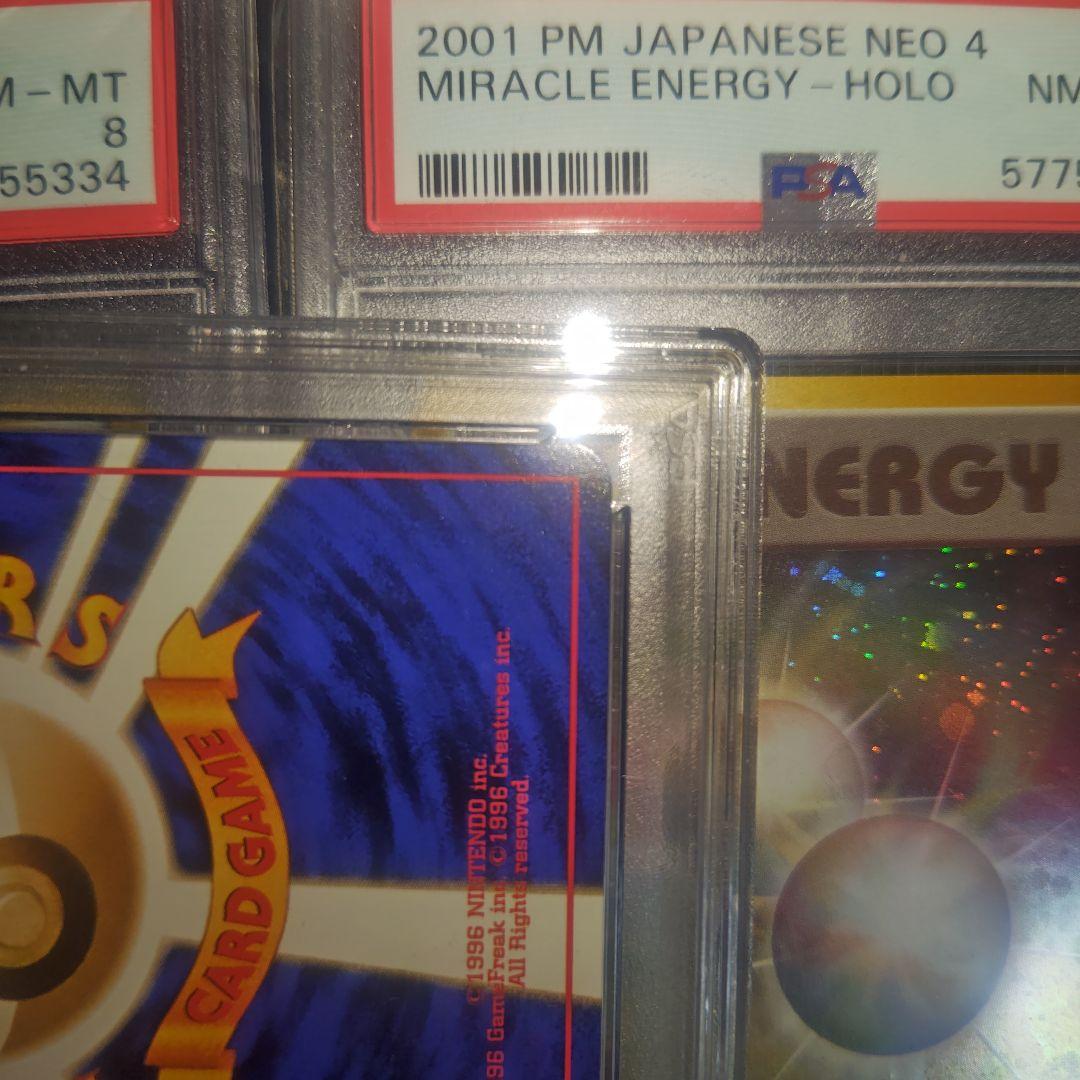 M-MT
8
55334
2001 PM JAPANESE NEO 4
MIRACLE ENERGY-HOLO
NM
PSA
5775
NERGY
RS
CARD GAME
©1996 NINTENDO inc.
©1996 Creatures inc.
96 GameFreak inc.
All Rights reserved.